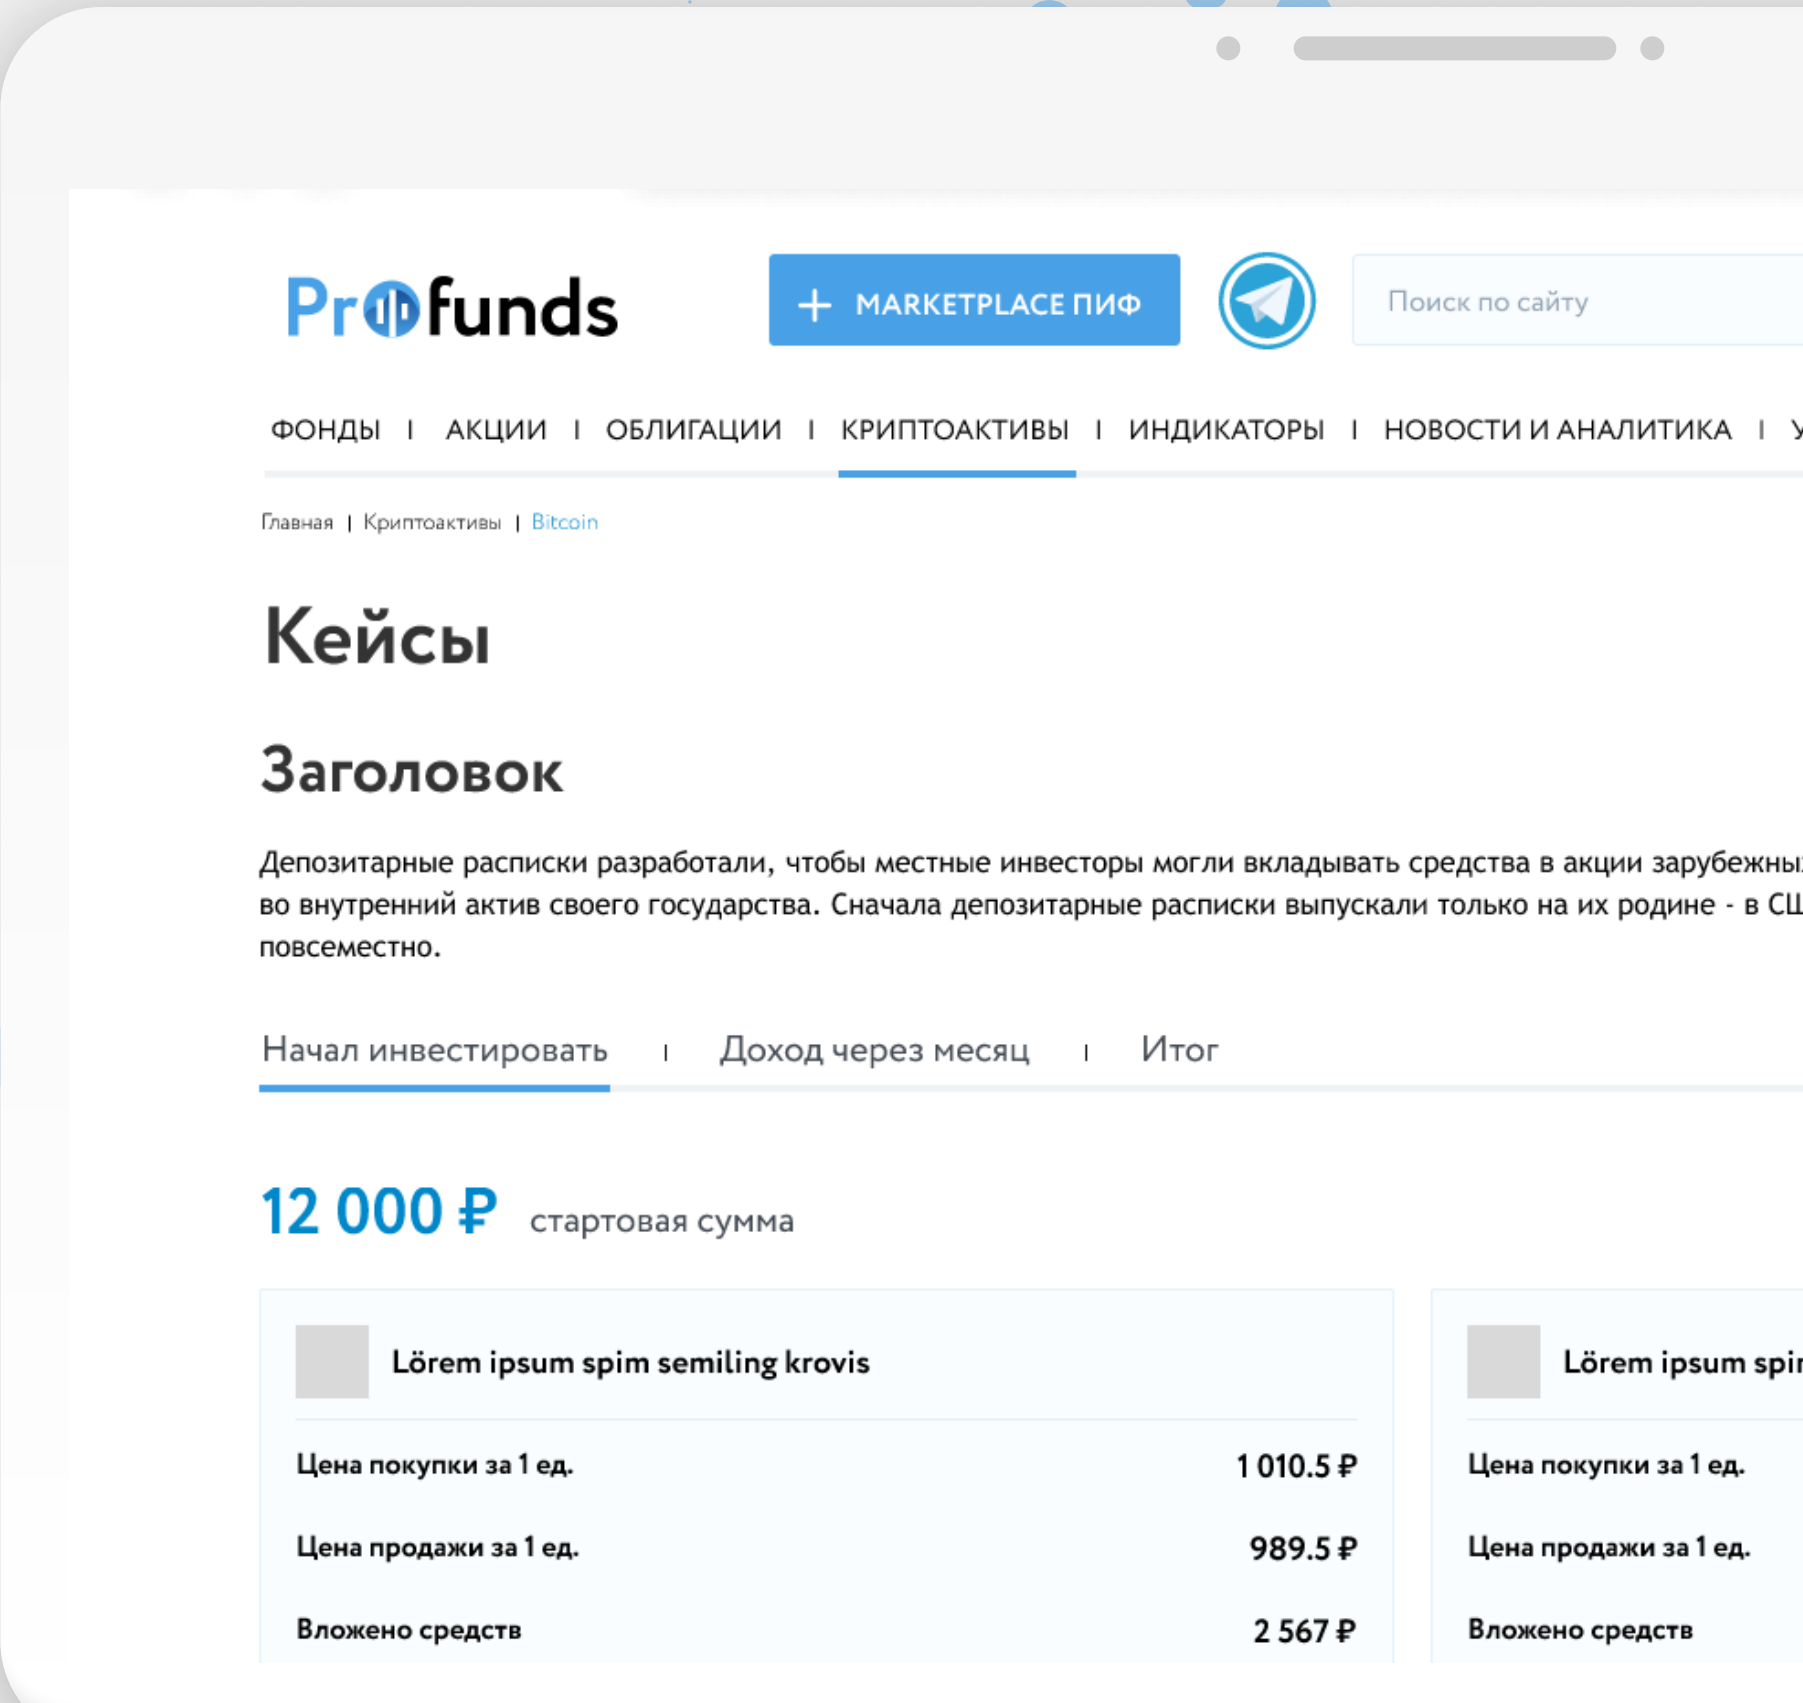 Profunds
+ MARKETPLACE ПИФ
Поиск по сайту
ФОНДЫ | АКЦИИ | ОБЛИГАЦИИ | КРИПТОАКТИВЫ | ИНДИКАТОРЫ | НОВОСТИ И АНАЛИТИКА |
Главная | Криптоактивы | Bitcoin
Кейсы
Заголовок
Депозитарные расписки разработали, чтобы местные инвесторы могли вкладывать средства в акции
во внутренний актив своего государства. Сначала депозитарные расписки выпускали только на их родине - в
повсеместно.
Начал инвестировать | Доход через месяц | Итог
12 000 ₽ стартовая сумма
Lörem ipsum spim semiling krovis
Цена покупки за 1 ед. 1 010.5 ₽
Цена продажи за 1 ед. 989.5 ₽
Вложено средств 2 567 ₽
Lörem ipsum
Цена покупки за 1 ед.
Цена продажи за 1 ед.
Вложено средств